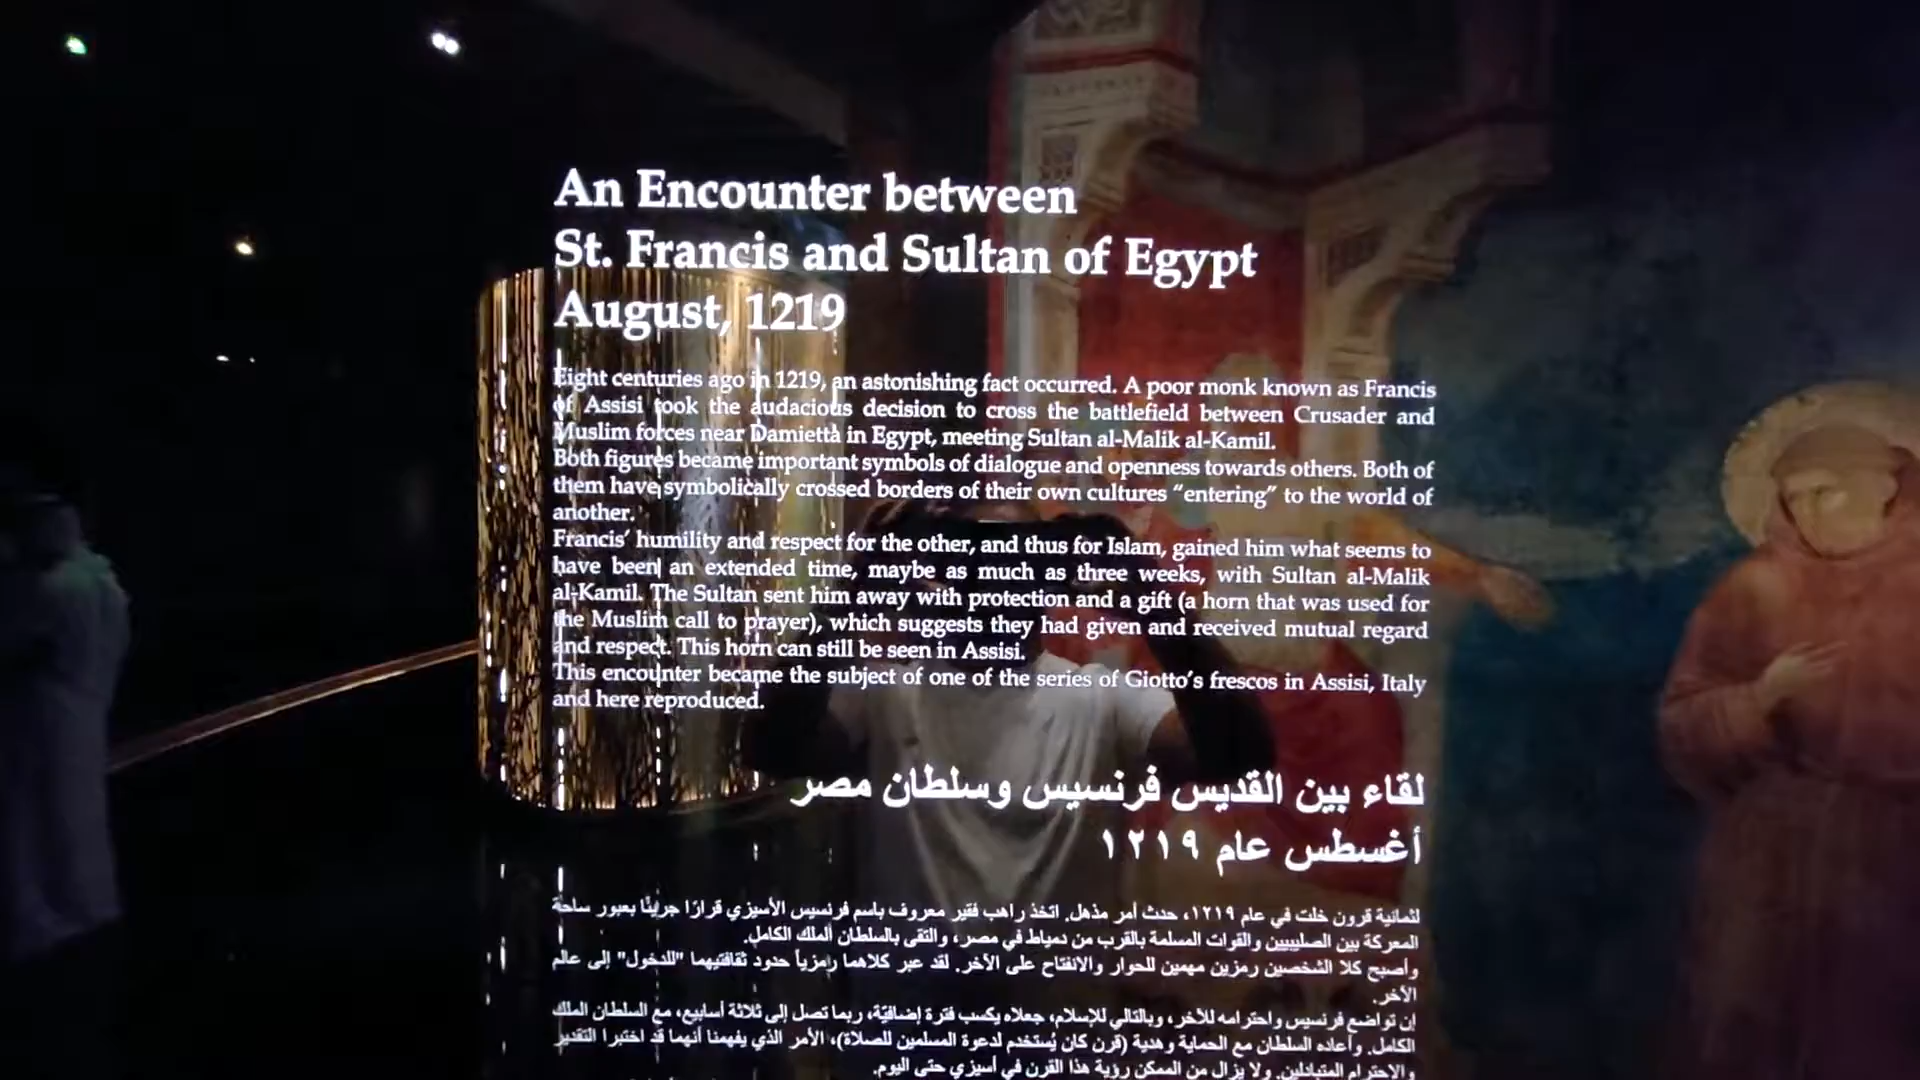 An Encounter between
St. Francis and Sultan of Egypt
August, 1219
Eight centuries ago in 1219, an astonishing fact occurred. A poor monk known as Francis
of Assisi took the audacious decision to cross the battlefield between Crusader and
Muslim forces near Damietta in Egypt, meeting Sultan al-Malik al-Kamil.
Both figures became important symbols of dialogue and openness towards others. Both of
them have symbolically crossed borders of their own cultures “entering” to the world of
another.
Francis’ humility and respect for the other, and thus for Islam, gained him what seems to
have been an extended time, maybe as much as three weeks, with Sultan al-Malik
al-Kamil. The Sultan sent him away with protection and a gift (a horn that was used for
the Muslim call to prayer), which suggests they had given and received mutual regard
and respect. This horn can still be seen in Assisi.
This encounter became the subject of one of the series of Giotto’s frescos in Assisi, Italy
and here reproduced.
لقاء بين القديس فرنسيس وسلطان مصر
أغسطس عام ١٢١٩
لثمانية قرون خلت في عام ١٢١٩، حدث أمر مذهل. اتخذ راهب فقير معروف باسم فرنسيس الأسيزي قرارًا جريئًا بعبور ساحة
المعركة بين الصليبيين والقوات المسلمة بالقرب من دمياط في مصر، والتقى بالسلطان الملك الكامل.
وأصبح كلا الشخصين رمزين مهمين للحوار والانفتاح على الآخر. لقد عبر كلاهما رمزياً حدود ثقافتيهما "للدخول" إلى عالم
الآخر.
إن تواضع فرنسيس واحترامه للآخر، وبالتالي للإسلام، جعلاه يكسب فترة إضافيّة، ربما تصل إلى ثلاثة أسابيع، مع السلطان الملك
الكامل. وأعاده السلطان مع الحماية وهدية (قرن كان يُستخدم لدعوة المسلمين للصلاة)، الأمر الذي يفهمنا أنهما قد اختبرا التقدير
والاحترام المتبادلين. ولا يزال من الممكن رؤية هذا القرن في أسيزي حتى اليوم.